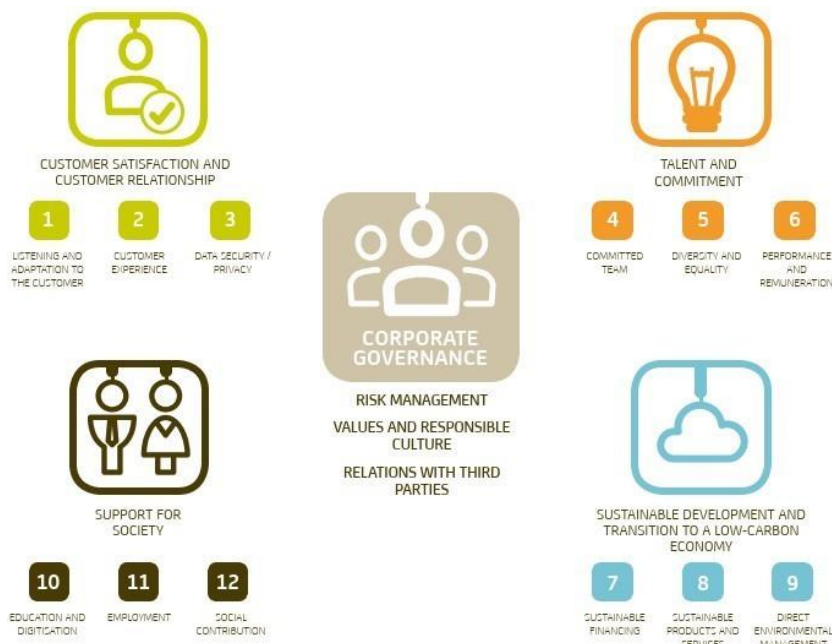 CUSTOMER SATISFACTION AND
CUSTOMER RELATIONSHIP
1
2
3
LISTENING AND
ADAPTATION TO
THE CUSTOMER
CUSTOMER
EXPERIENCE
DATA SECURITY /
PRIVACY
TALENT AND
COMMITMENT
4
5
6
COMMITTED
TEAM
DIVERSITY AND
EQUALITY
PERFORMANCE
AND
REMUNERATION
CORPORATE
GOVERNANCE
RISK MANAGEMENT
VALUES AND RESPONSIBLE
CULTURE
RELATIONS WITH THIRD
PARTIES
SUPPORT FOR
SOCIETY
10
11
12
EDUCATION AND
DIGITISATION
EMPLOYMENT
SOCIAL
CONTRIBUTION
SUSTAINABLE DEVELOPMENT AND
TRANSITION TO A LOW-CARBON
ECONOMY
7
8
9
SUSTAINABLE
FINANCING
SUSTAINABLE
PRODUCTS AND
SERVICES
DIRECT
ENVIRONMENTAL
MANAGEMENT